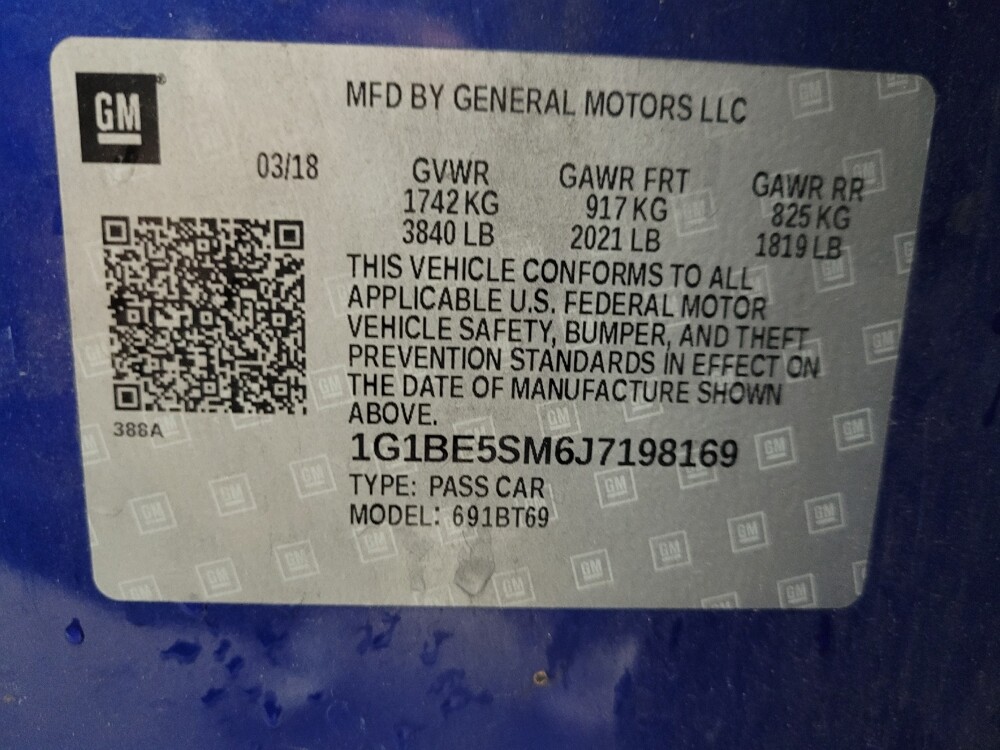 GM
MFD BY GENERAL MOTORS LLC
03/18
GVWR GAWR FRT GAWR RR
1742 KG 917 KG 825 KG
3840 LB 2021 LB 1819 LB
THIS VEHICLE CONFORMS TO ALL
APPLICABLE U.S. FEDERAL MOTOR
VEHICLE SAFETY, BUMPER, AND THEFT
PREVENTION STANDARDS IN EFFECT ON
THE DATE OF MANUFACTURE SHOWN
ABOVE.
388A
1G1BE5SM6J7198169
TYPE: PASS CAR
MODEL: 691BT69